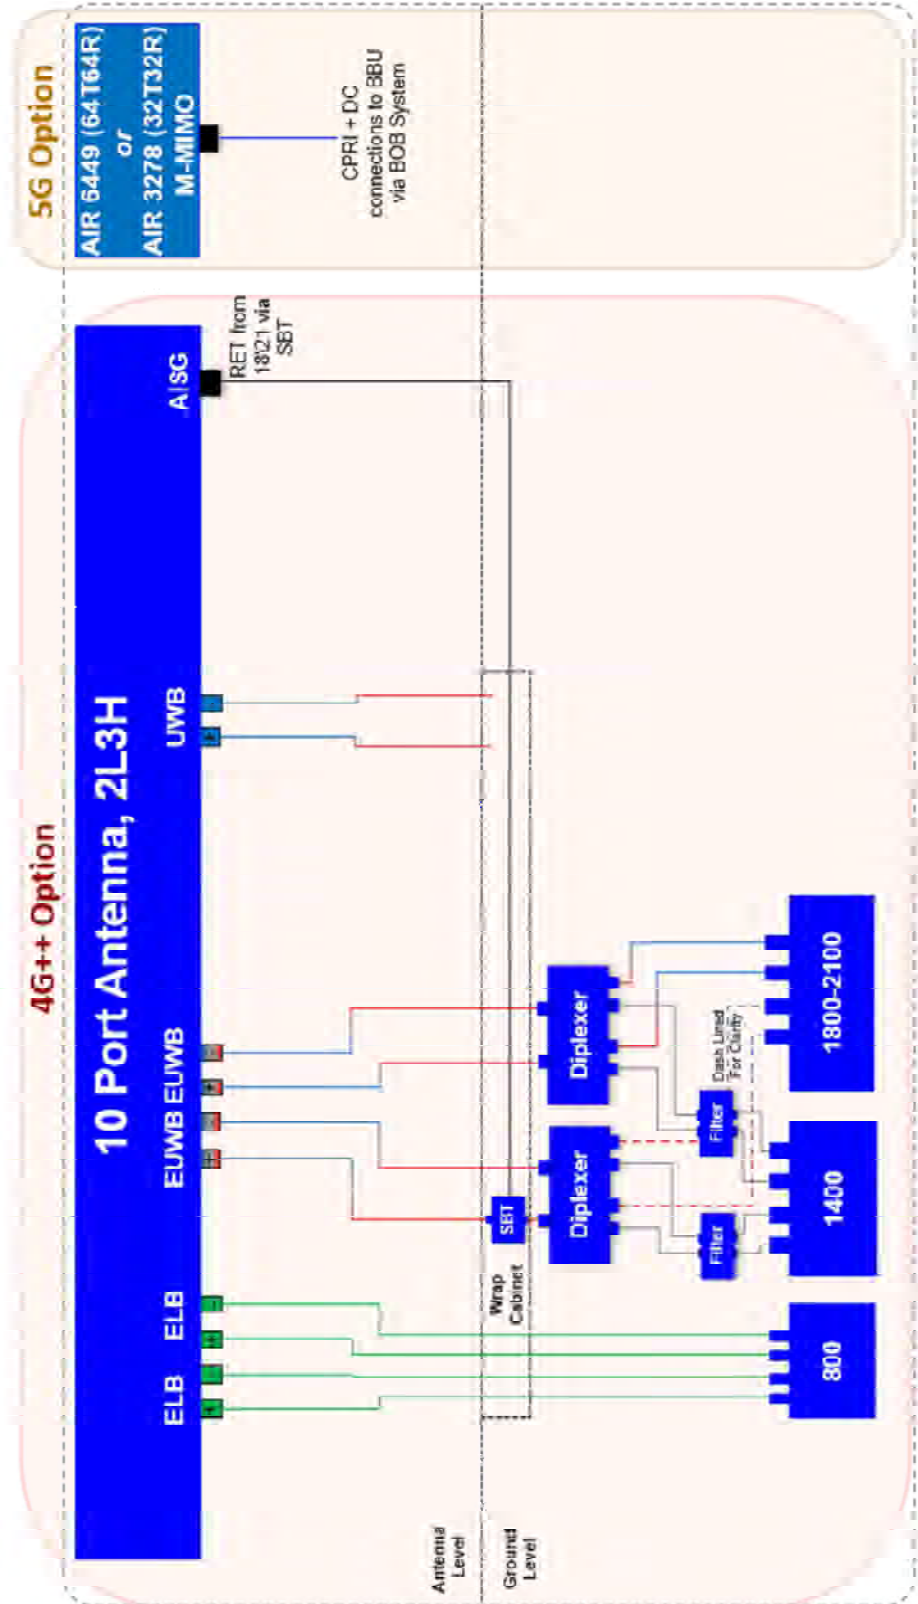 4G++ Option
5G Option
10 Port Antenna, 2L3H
ELB
ELB
EUWB
EUWB
UWB
AISG
AIR 6449 (64T64R)
or
AIR 3278 (32T32R)
M-MIMO
+
-
+
-
+
-
+
-
+
-
RET from
18\21 via
SBT
CPRI + DC
connections to BBU
via BOB System
Antenna
Level
Ground
Level
Wrap
Cabinet
SBT
Diplexer
Diplexer
Filter
Filter
Dash Lined
For Clarity
800
1400
1800-2100